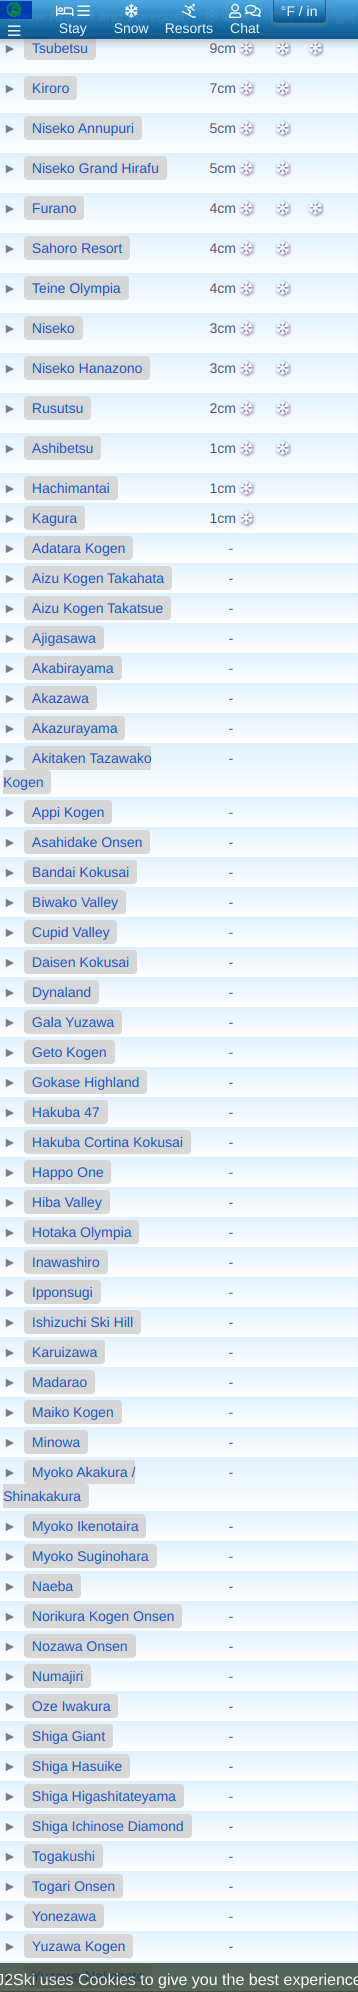 °F / in
Stay Snow Resorts Chat
Tsubetsu 9cm
Kiroro 7cm
Niseko Annupuri 5cm
Niseko Grand Hirafu 5cm
Furano 4cm
Sahoro Resort 4cm
Teine Olympia 4cm
Niseko 3cm
Niseko Hanazono 3cm
Rusutsu 2cm
Ashibetsu 1cm
Hachimantai 1cm
Kagura 1cm
Adatara Kogen -
Aizu Kogen Takahata -
Aizu Kogen Takatsue -
Ajigasawa -
Akabirayama -
Akazawa -
Akazurayama -
Akitaken Tazawako -
Kogen
Appi Kogen -
Asahidake Onsen -
Bandai Kokusai -
Biwako Valley -
Cupid Valley -
Daisen Kokusai -
Dynaland -
Gala Yuzawa -
Geto Kogen -
Gokase Highland -
Hakuba 47 -
Hakuba Cortina Kokusai -
Happo One -
Hiba Valley -
Hotaka Olympia -
Inawashiro -
Ipponsugi -
Ishizuchi Ski Hill -
Karuizawa -
Madarao -
Maiko Kogen -
Minowa -
Myoko Akakura / -
Shinakakura
Myoko Ikenotaira -
Myoko Suginohara -
Naeba -
Norikura Kogen Onsen -
Nozawa Onsen -
Numajiri -
Oze Iwakura -
Shiga Giant -
Shiga Hasuike -
Shiga Higashitateyama -
Shiga Ichinose Diamond -
Togakushi -
Togari Onsen -
Yonezawa -
Yuzawa Kogen -
J2Ski uses Cookies to give you the best experience